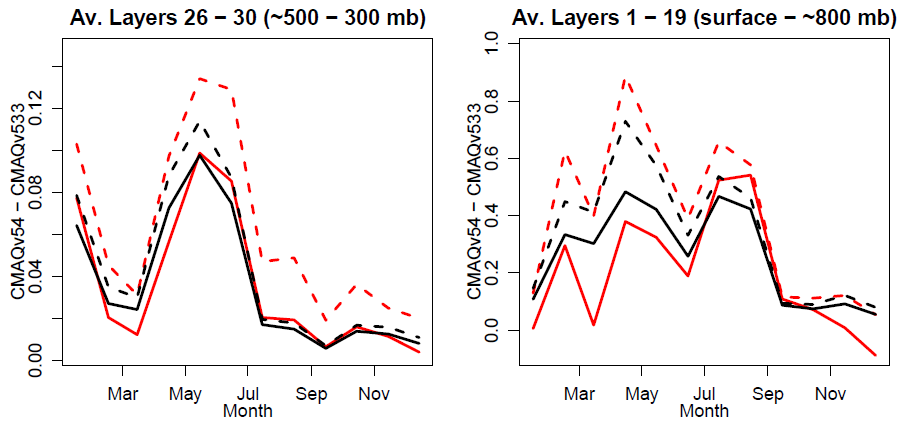 Av. Layers 26 − 30 (~500 − 300 mb)
CMAQv54 − CMAQv533
0.12
0.08
0.04
0.00
Mar May Jul Sep Nov
Month
Av. Layers 1 − 19 (surface − ~800 mb)
CMAQv54 − CMAQv533
1.0
0.8
0.6
0.4
0.2
0.0
Mar May Jul Sep Nov
Month